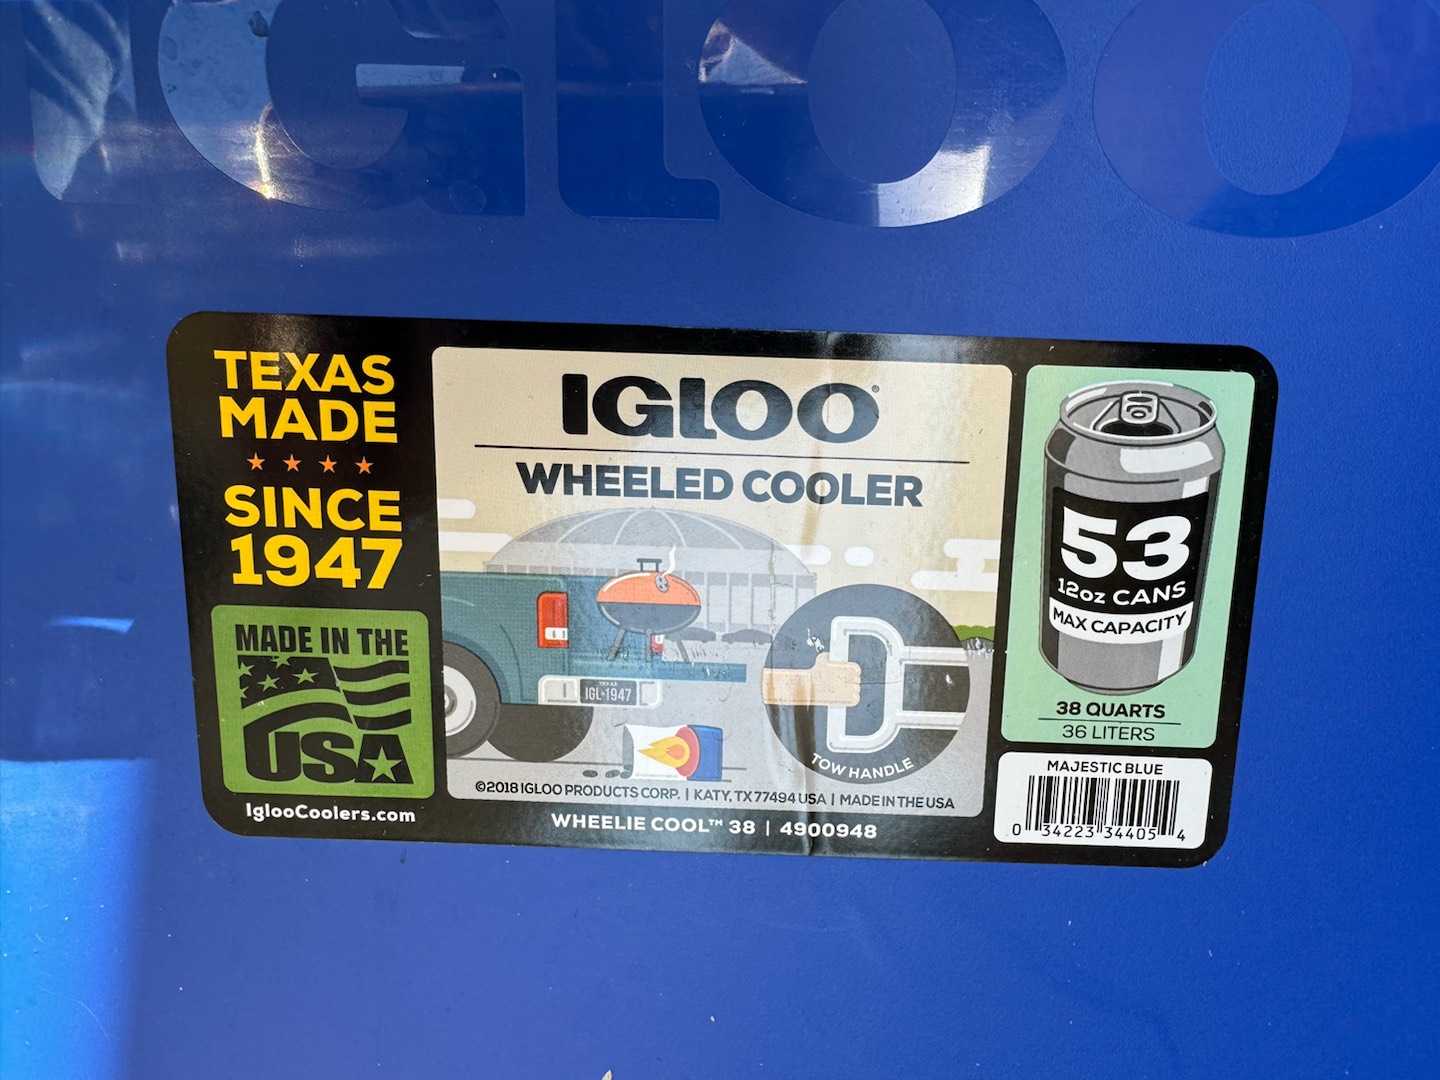 IGLOO
TEXAS
MADE
SINCE
1947
MADE IN THE
USA
IglooCoolers.com
IGLOO®
WHEELED COOLER
TEXAS
IGL-1947
TOW HANDLE
©2018 IGLOO PRODUCTS CORP. | KATY, TX 77494 USA | MADE IN THE USA
WHEELIE COOL™ 38 | 4900948
53
12oz CANS
MAX CAPACITY
38 QUARTS
36 LITERS
MAJESTIC BLUE
0 34223 34405 4